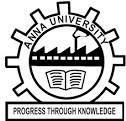 ANNA UNIVERSITY
PROGRESS THROUGH KNOWLEDGE